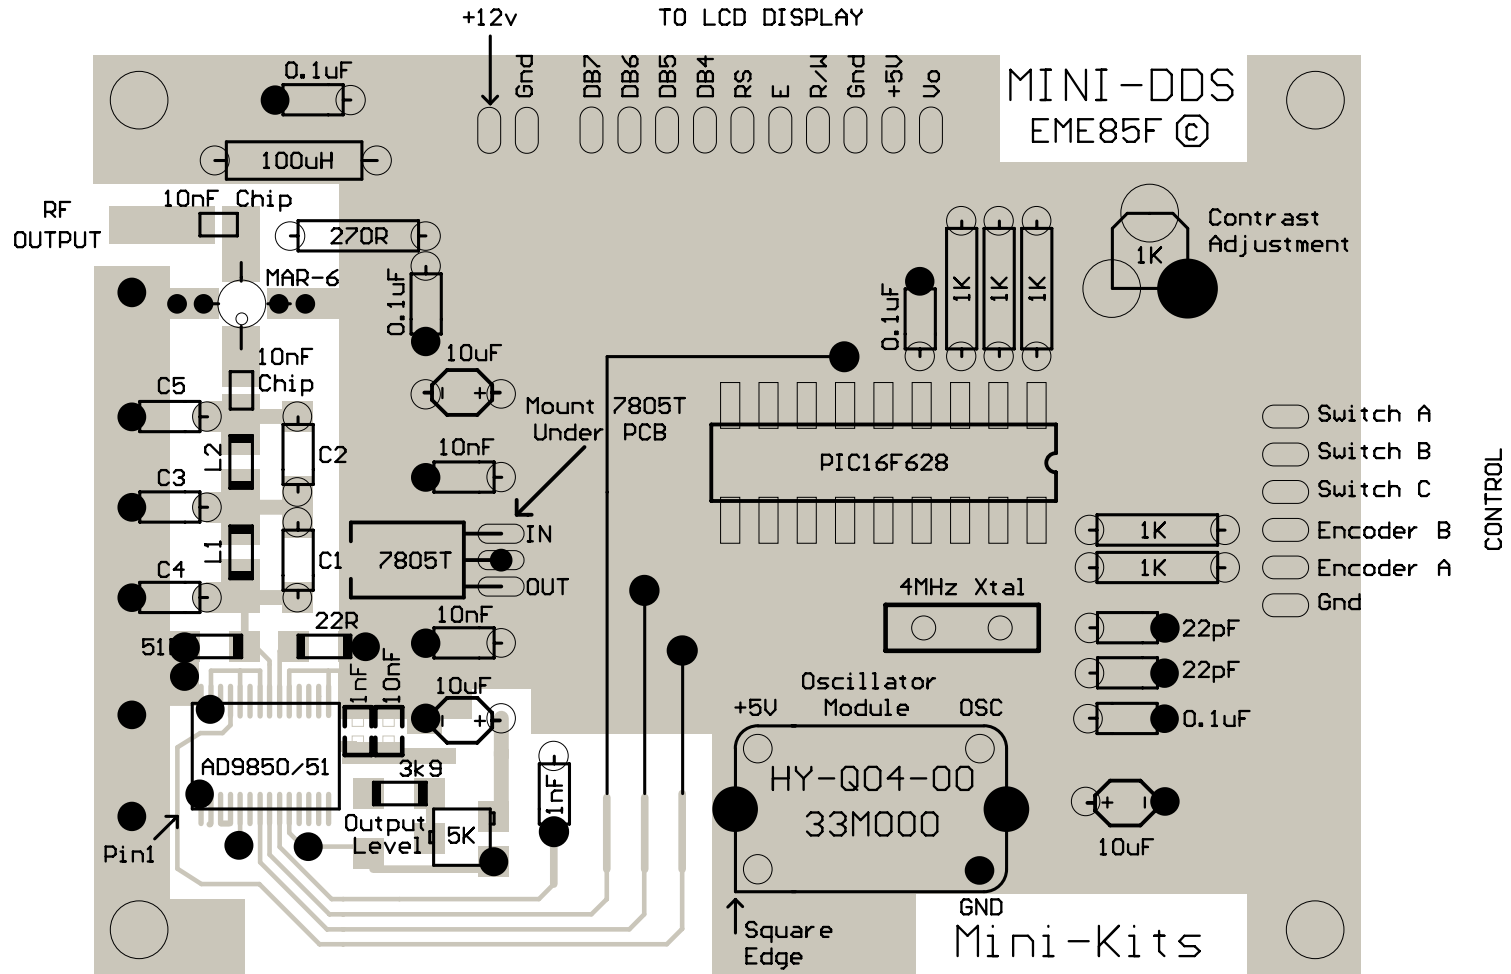 +12v
TO LCD DISPLAY
Gnd
DB7
DB6
DB5
DB4
RS
E
R/W
Gnd
+5V
Vo
MINI-DDS
EME85F ©
0.1uF
100uH
10nF Chip
RF
OUTPUT
270R
MAR-6
0.1uF
0.1uF
1K
1K
1K
1K
Contrast
Adjustment
10nF
Chip
10uF
C5
L2
C2
Mount 7805T
Under PCB
10nF
C3
PIC16F628
Switch A
Switch B
Switch C
Encoder B
Encoder A
Gnd
CONTROL
IN
7805T
OUT
L1
C1
C4
1K
1K
4MHz Xtal
22R
51
10nF
22pF
22pF
0.1uF
1nF
10nF
10uF
Oscillator
Module
+5V
OSC
HY-Q04-00
33M000
AD9850/51
3k9
1nF
Output
Level
5K
Pin1
10uF
GND
Square
Edge
Mini-Kits